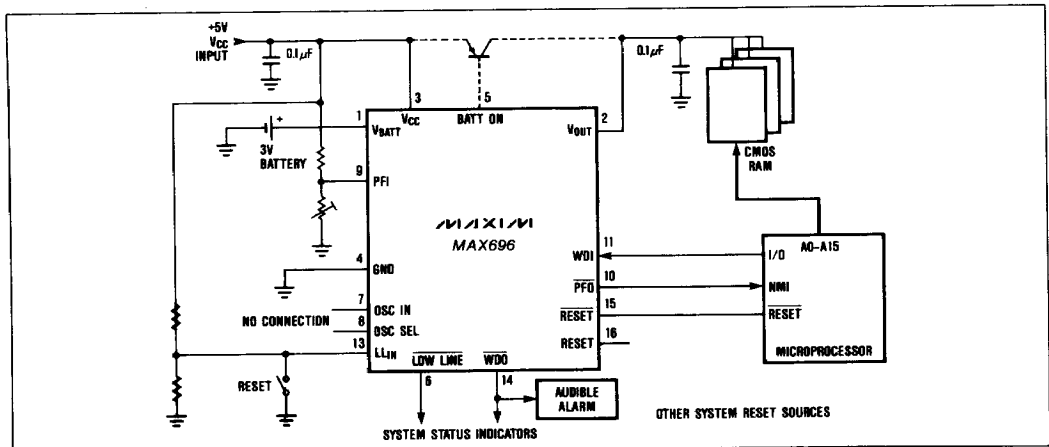 +5V
VCC
INPUT
0.1µF
0.1µF
3
5
VCC
BATT ON
1
VBATT
2
VOUT
3V
BATTERY
CMOS
RAM
9
PFI
MAXIM
MAX696
A0-A15
11
WDI
I/O
4
GND
10
PFO
NMI
7
OSC IN
15
RESET
RESET
NO CONNECTION
8
OSC SEL
16
RESET
MICROPROCESSOR
13
LLIN
LOW LINE
WDO
RESET
6
14
AUDIBLE
ALARM
OTHER SYSTEM RESET SOURCES
SYSTEM STATUS INDICATORS